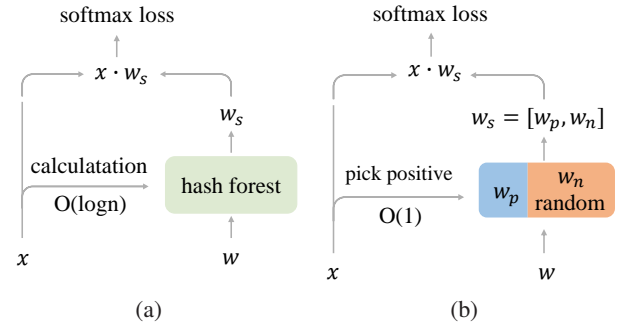 softmax loss
x · w_s
w_s
calculatation
O(logn)
hash forest
x
w
(a)
softmax loss
x · w_s
w_s = [w_p, w_n]
pick positive
O(1)
w_p
w_n
random
x
w
(b)